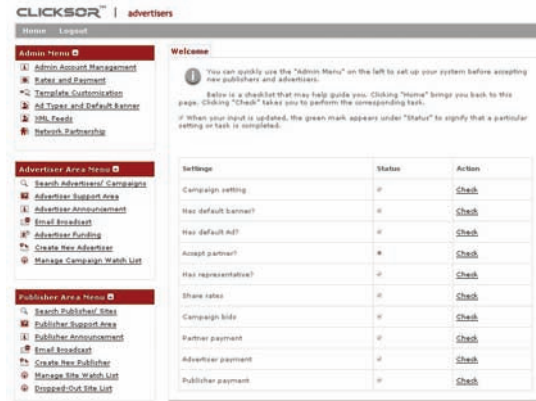 CLICKSOR™ | advertisers
Home Logout
Admin Menu
Admin Account Management
Rates and Payment
Template Customization
Ad Types and Default Banner
XML Feeds
Network Partnership
Advertiser Area Menu
Search Advertisers/ Campaigns
Advertiser Support Area
Advertiser Announcement
Email Broadcast
Advertiser Funding
Create New Advertiser
Manage Campaign Watch List
Publisher Area Menu
Search Publisher/ Sites
Publisher Support Area
Publisher Announcement
Email Broadcast
Create New Publisher
Manage Site Watch List
Dropped-Out Site List
Welcome
You can quickly use the "Admin Menu" on the left to set up your system before accepting
new publishers and advertisers.
Below is a checklist that may help guide you. Clicking "Home" brings you back to this
page. Clicking "Check" takes you to perform the corresponding task.
When your input is updated, the green mark appears under "Status" to signify that a particular
setting or task is completed.
Settings Status Action
Campaign setting Check
Has default banner? Check
Has default Ad? Check
Accept partner? Check
Has representative? Check
Share rates Check
Campaign bids Check
Partner payment Check
Advertiser payment Check
Publisher payment Check